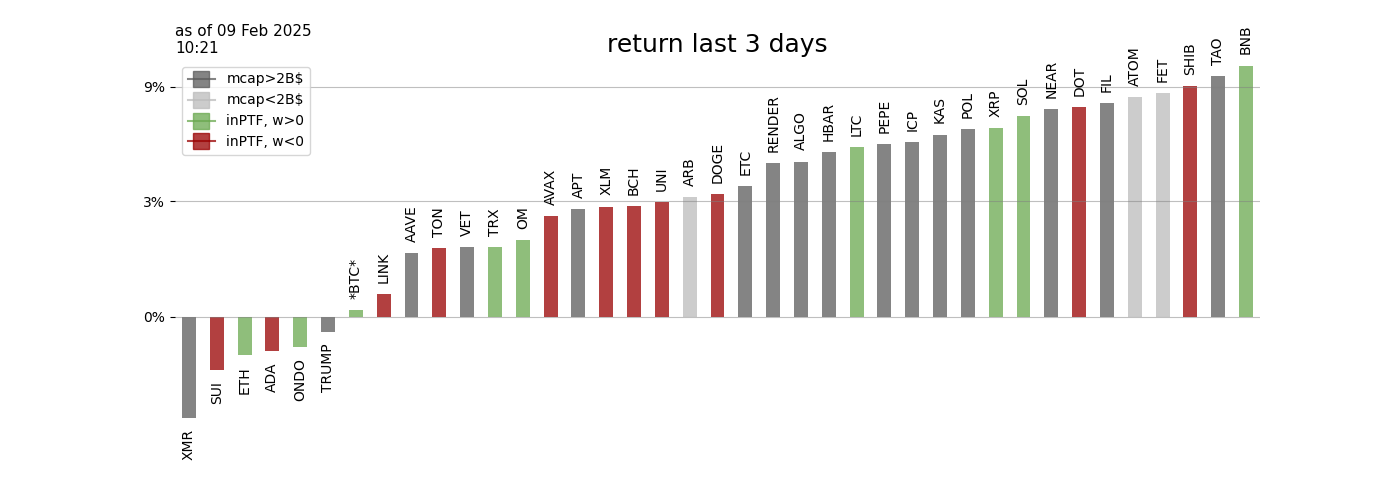 as of 09 Feb 2025
10:21
return last 3 days
mcap>2B$
mcap<2B$
inPTF, w>0
inPTF, w<0
9%
3%
0%
XMR
SUI
ETH
ADA
ONDO
TRUMP
*BTC*
LINK
AAVE
TON
VET
TRX
OM
AVAX
APT
XLM
BCH
UNI
ARB
DOGE
ETC
RENDER
ALGO
HBAR
LTC
PEPE
ICP
KAS
POL
XRP
SOL
NEAR
DOT
FIL
ATOM
FET
SHIB
TAO
BNB